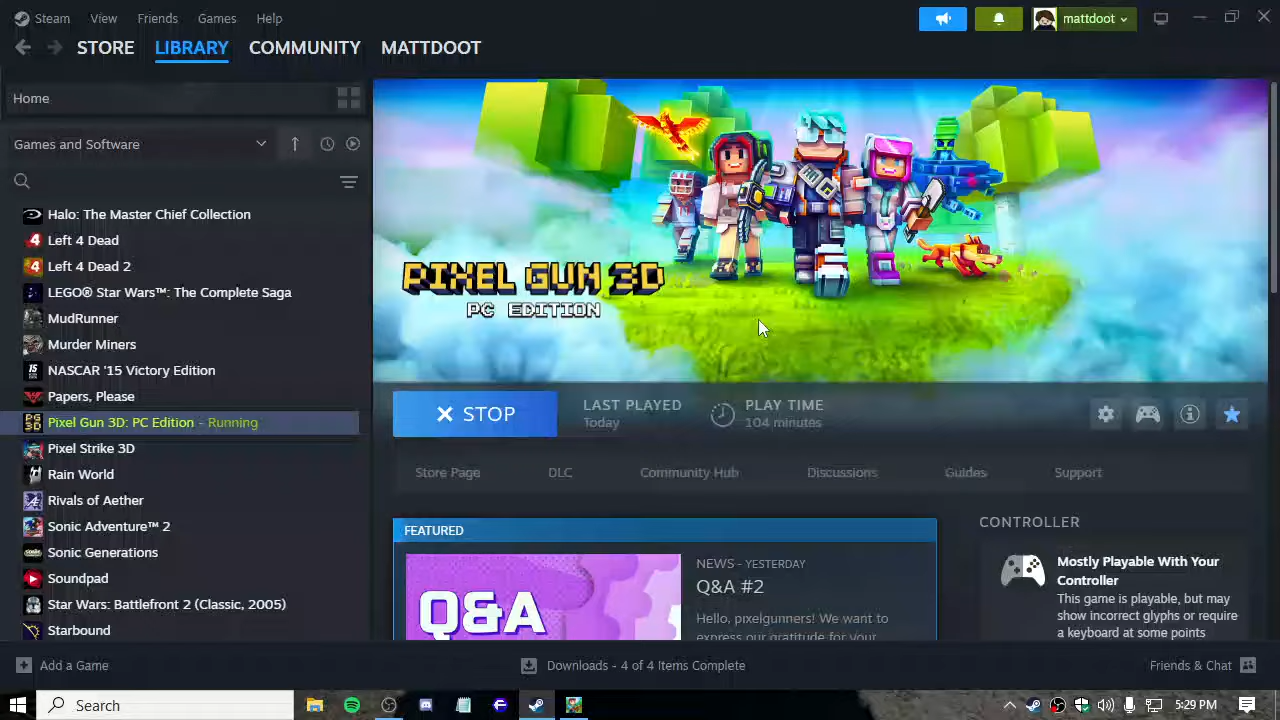 Steam View Friends Games Help
mattdoot
STORE LIBRARY COMMUNITY MATTDOOT
Home
Games and Software
Halo: The Master Chief Collection
Left 4 Dead
Left 4 Dead 2
LEGO® Star Wars™: The Complete Saga
MudRunner
Murder Miners
NASCAR '15 Victory Edition
Papers, Please
Pixel Gun 3D: PC Edition - Running
Pixel Strike 3D
Rain World
Rivals of Aether
Sonic Adventure™ 2
Sonic Generations
Soundpad
Star Wars: Battlefront 2 (Classic, 2005)
Starbound
PIXEL GUN 3D
PC EDITION
STOP
LAST PLAYED
Today
PLAY TIME
104 minutes
Store Page DLC Community Hub Discussions Guides Support
FEATURED
Q&A
NEWS - YESTERDAY
Q&A #2
Hello, pixelgunners! We want to
express our gratitude for your
CONTROLLER
Mostly Playable With Your
Controller
This game is playable, but may
show incorrect glyphs or require
a keyboard at some points
Add a Game
Downloads - 4 of 4 Items Complete
Friends & Chat
Search
5:29 PM